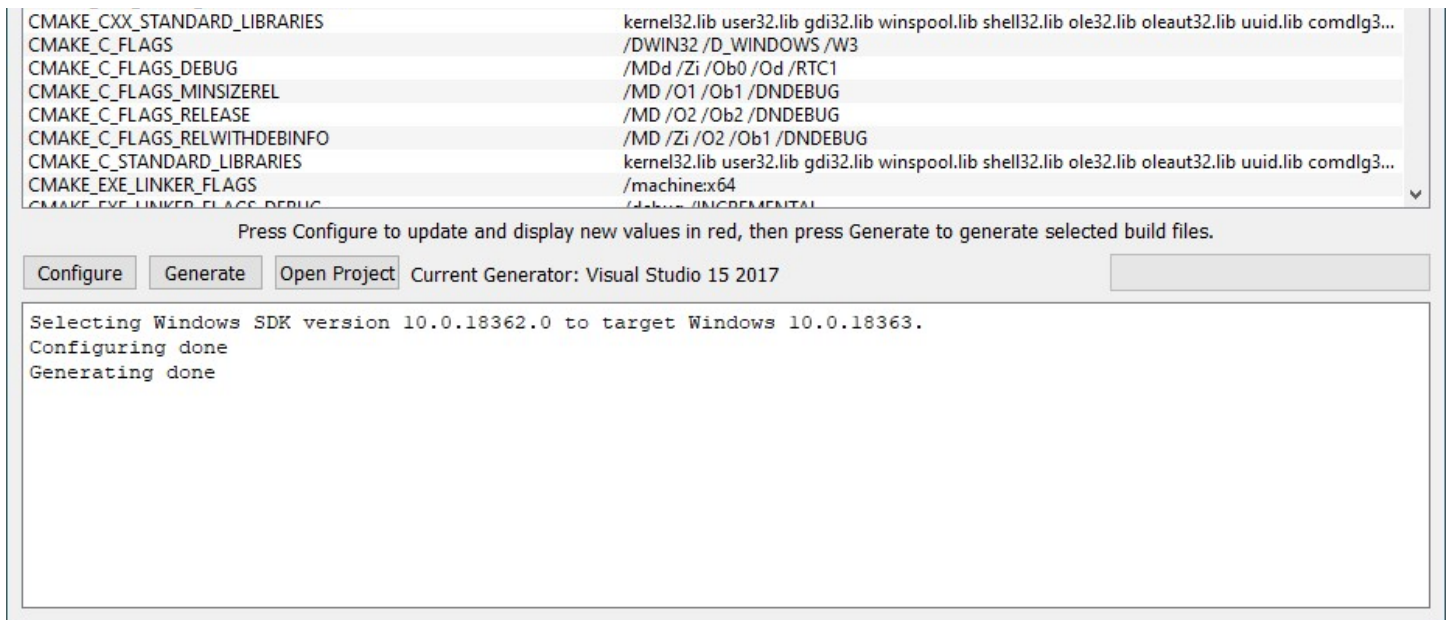 CMAKE_CXX_STANDARD_LIBRARIES kernel32.lib user32.lib gdi32.lib winspool.lib shell32.lib ole32.lib oleaut32.lib uuid.lib comdlg3...
CMAKE_C_FLAGS /DWIN32 /D_WINDOWS /W3
CMAKE_C_FLAGS_DEBUG /MDd /Zi /Ob0 /Od /RTC1
CMAKE_C_FLAGS_MINSIZEREL /MD /O1 /Ob1 /DNDEBUG
CMAKE_C_FLAGS_RELEASE /MD /O2 /Ob2 /DNDEBUG
CMAKE_C_FLAGS_RELWITHDEBINFO /MD /Zi /O2 /Ob1 /DNDEBUG
CMAKE_C_STANDARD_LIBRARIES kernel32.lib user32.lib gdi32.lib winspool.lib shell32.lib ole32.lib oleaut32.lib uuid.lib comdlg3...
CMAKE_EXE_LINKER_FLAGS /machine:x64
CMAKE_EXE_LINKER_FLAGS_DEBUG /debug /INCREMENTAL
Press Configure to update and display new values in red, then press Generate to generate selected build files.
Configure Generate Open Project Current Generator: Visual Studio 15 2017
Selecting Windows SDK version 10.0.18362.0 to target Windows 10.0.18363.
Configuring done
Generating done